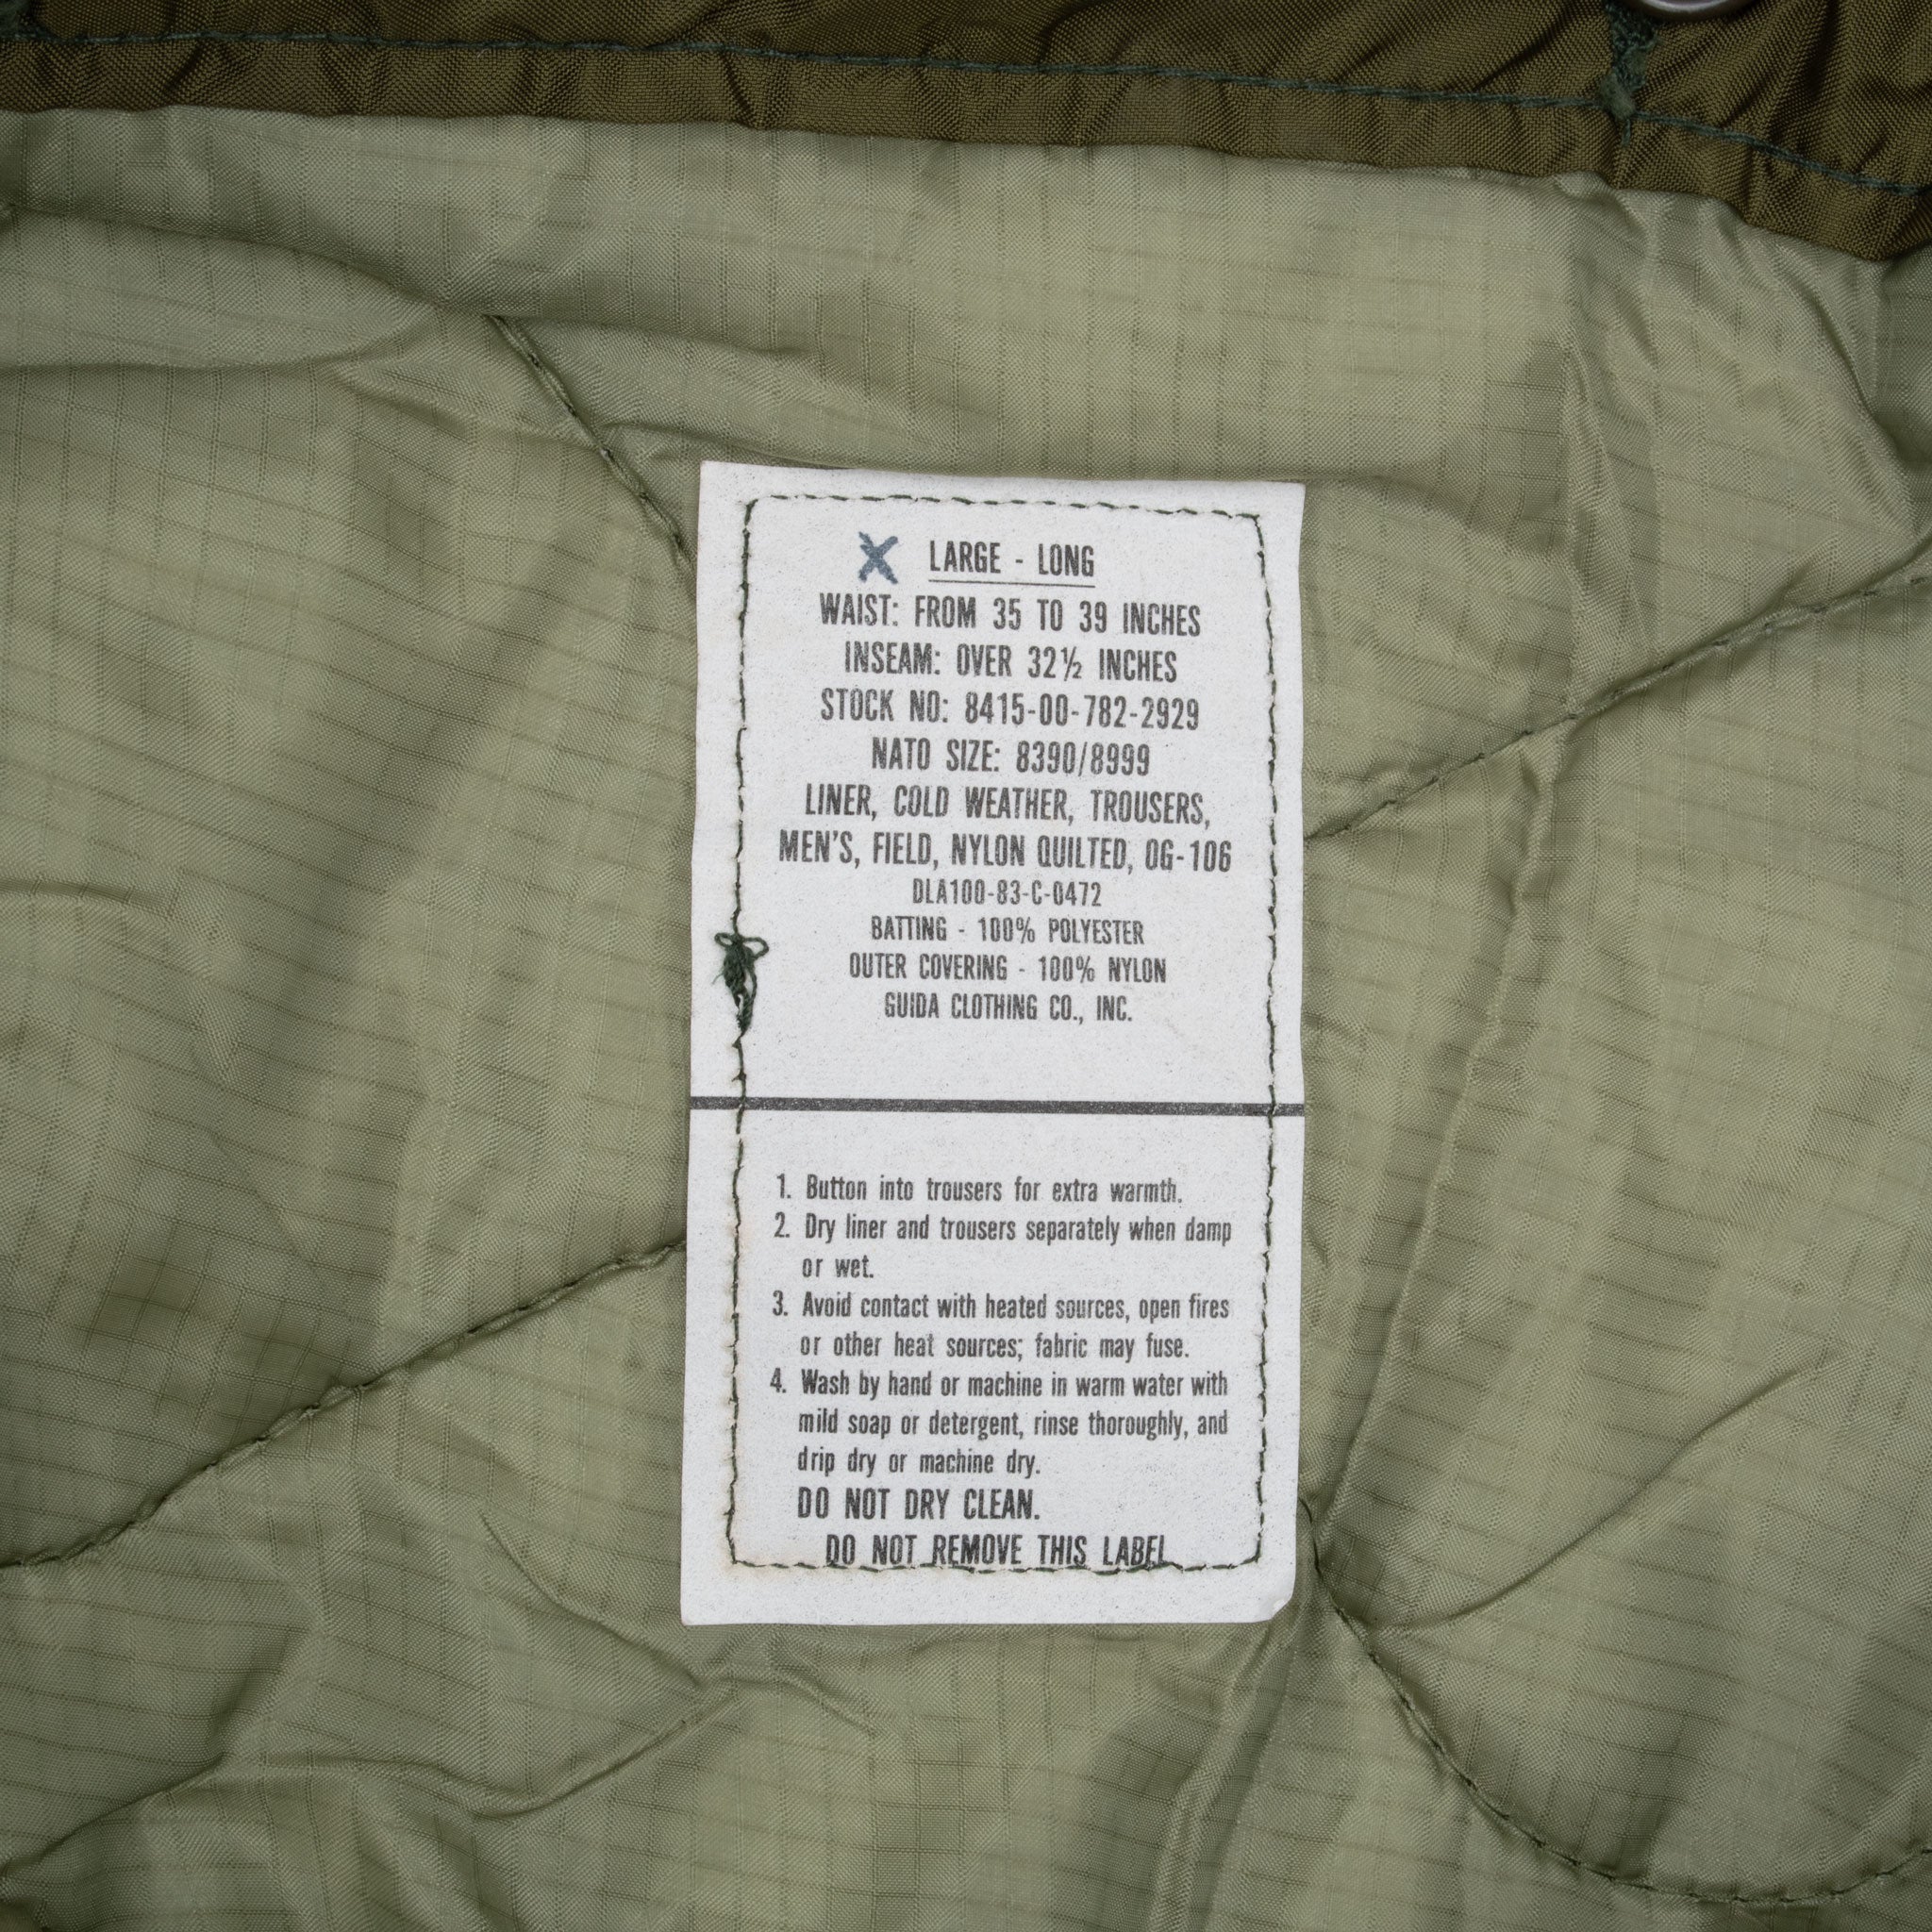 X LARGE - LONG
WAIST: FROM 35 TO 39 INCHES
INSEAM: OVER 32½ INCHES
STOCK NO: 8415-00-782-2929
NATO SIZE: 8390/8999
LINER, COLD WEATHER, TROUSERS,
MEN'S, FIELD, NYLON QUILTED, OG-106
DLA100-83-C-0472
BATTING - 100% POLYESTER
OUTER COVERING - 100% NYLON
GUIDA CLOTHING CO., INC.
1. Button into trousers for extra warmth.
2. Dry liner and trousers separately when damp
or wet.
3. Avoid contact with heated sources, open fires
or other heat sources; fabric may fuse.
4. Wash by hand or machine in warm water with
mild soap or detergent, rinse thoroughly, and
drip dry or machine dry.
DO NOT DRY CLEAN.
DO NOT REMOVE THIS LABEL